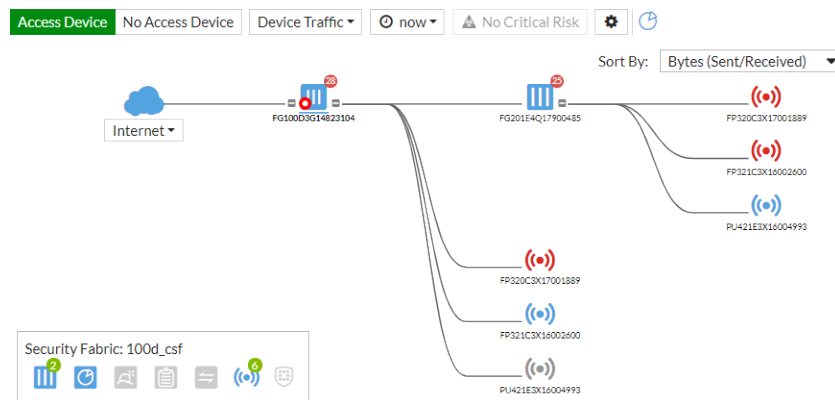 Access Device No Access Device Device Traffic now No Critical Risk
Sort By: Bytes (Sent/Received)
28 25
Internet
FG100D3G14823104 FG201E4Q17900485 FP320C3X17001889
FP321C3X16002600
PU421E3X16004993
FP320C3X17001889
FP321C3X16002600
PU421E3X16004993
Security Fabric: 100d_csf
2 6